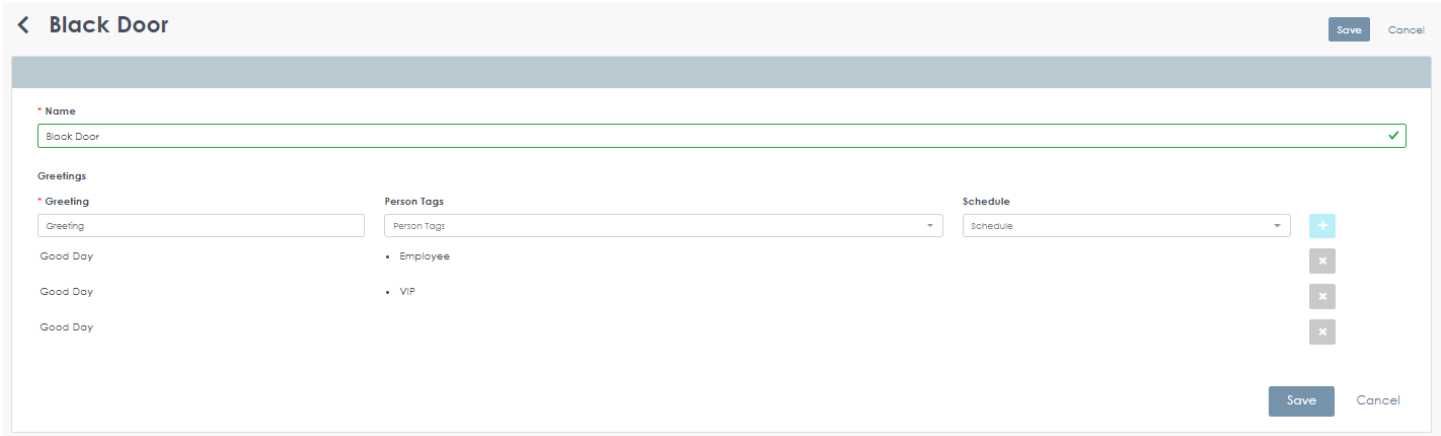 Black Door
Save Cancel
* Name
Black Door
Greetings
* Greeting Person Tags Schedule
Greeting Person Tags Schedule
Good Day • Employee
Good Day • VIP
Good Day
Save Cancel